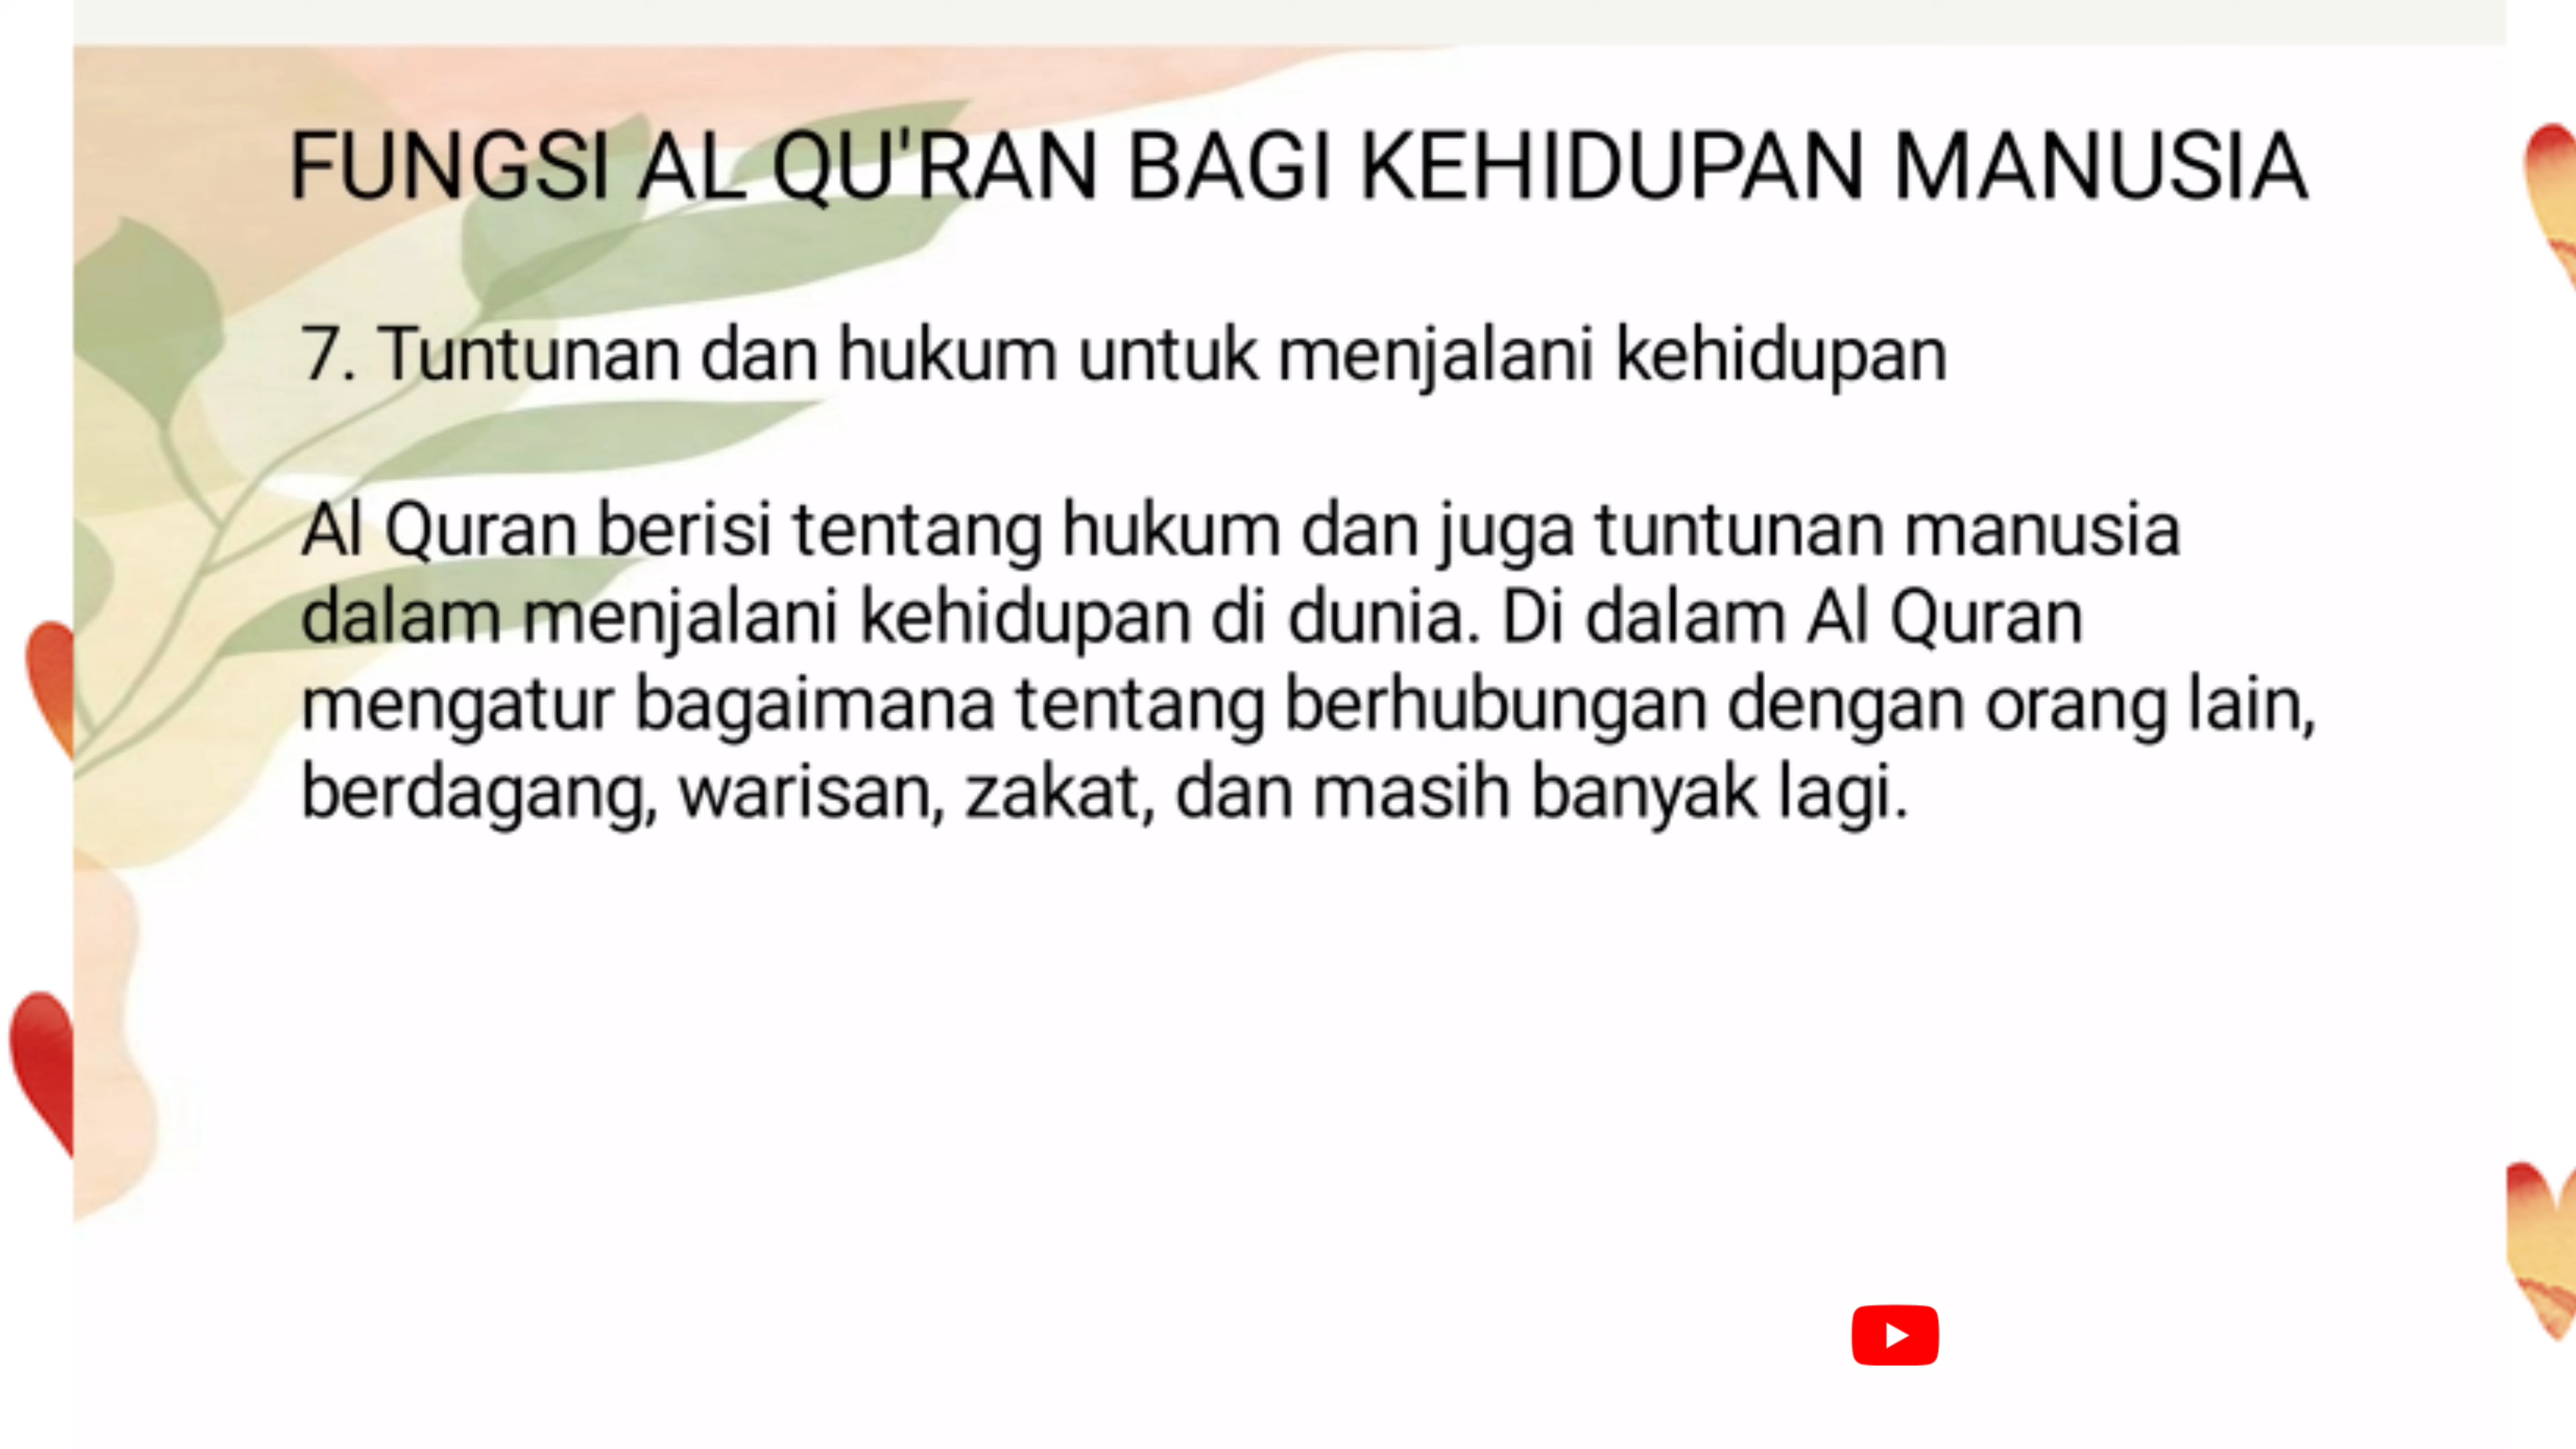 FUNGSI AL QU'RAN BAGI KEHIDUPAN MANUSIA
7. Tuntunan dan hukum untuk menjalani kehidupan
Al Quran berisi tentang hukum dan juga tuntunan manusia
dalam menjalani kehidupan di dunia. Di dalam Al Quran
mengatur bagaimana tentang berhubungan dengan orang lain,
berdagang, warisan, zakat, dan masih banyak lagi.